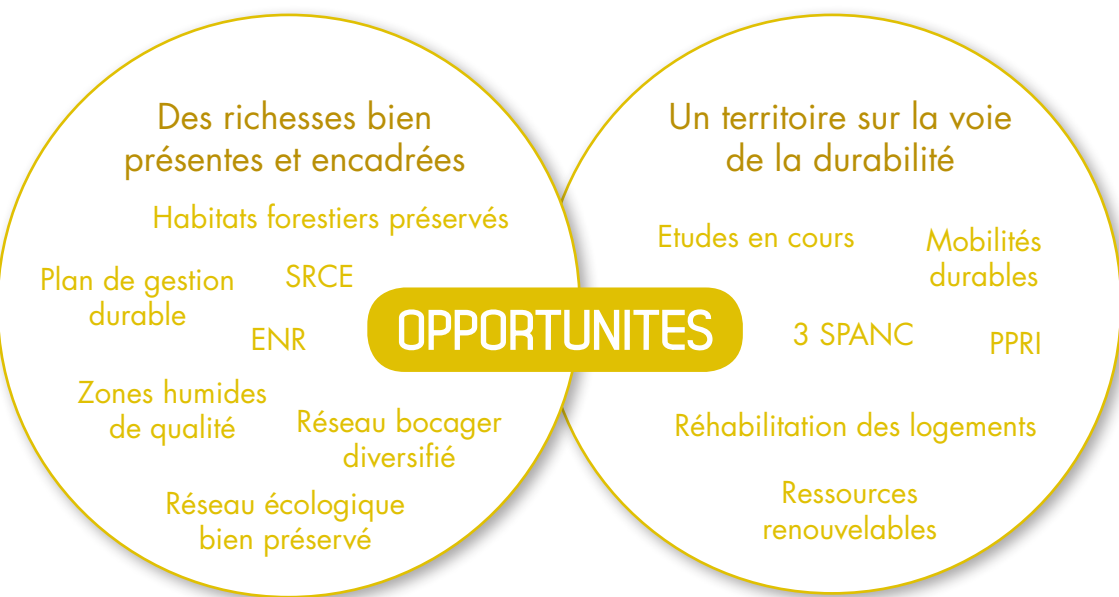 Des richesses bien
présentes et encadrées
Habitats forestiers préservés
Plan de gestion
durable
SRCE
ENR
Zones humides
de qualité
Réseau bocager
diversifié
Réseau écologique
bien préservé
OPPORTUNITES
Un territoire sur la voie
de la durabilité
Etudes en cours
Mobilités
durables
3 SPANC
PPRI
Réhabilitation des logements
Ressources
renouvelables